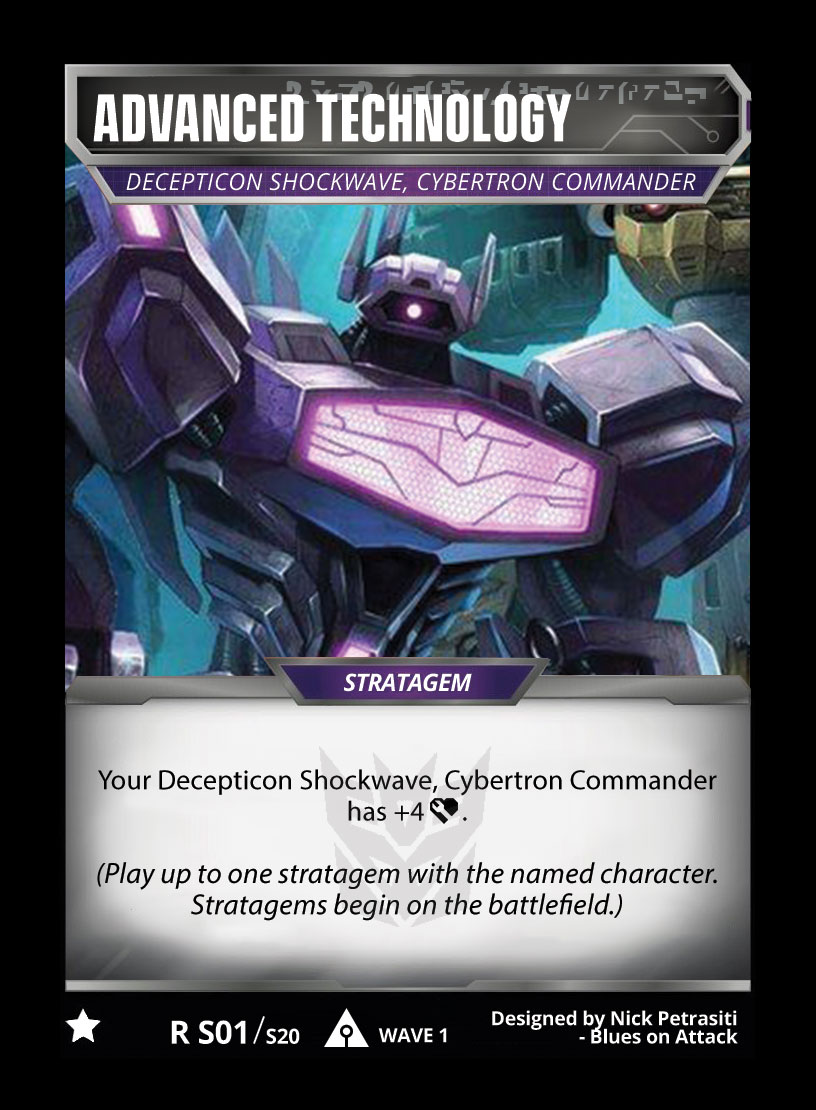 ADVANCED TECHNOLOGY
DECEPTICON SHOCKWAVE, CYBERTRON COMMANDER
STRATAGEM
Your Decepticon Shockwave, Cybertron Commander
has +4 .
(Play up to one stratagem with the named character.
Stratagems begin on the battlefield.)
R S01/S20 WAVE 1
Designed by Nick Petrasiti
- Blues on Attack